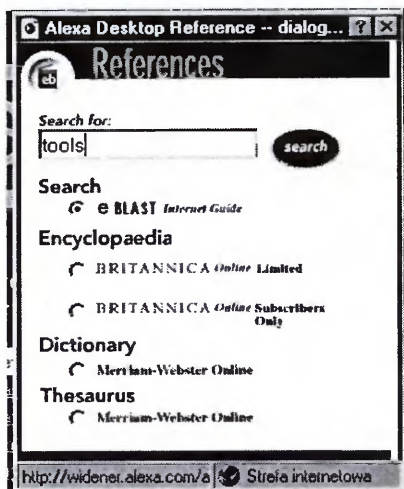 Alexa Desktop Reference -- dialog...
eb
References
Search for:
tools
search
Search
e BLAST Internet Guide
Encyclopaedia
BRITANNICA Online Limited
BRITANNICA Online Subscribers
Only
Dictionary
Merriam-Webster Online
Thesaurus
Merriam-Webster Online
http://widener.alexa.com/a Strefa internetowa